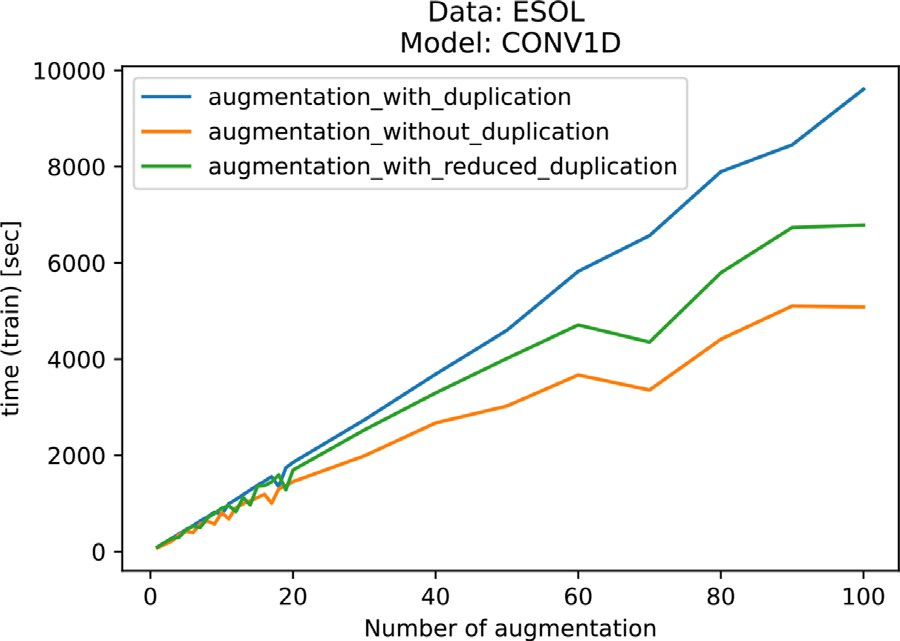 Data: ESOL
Model: CONV1D
10000
8000
6000
4000
2000
0
time (train) [sec]
augmentation_with_duplication
augmentation_without_duplication
augmentation_with_reduced_duplication
0 20 40 60 80 100
Number of augmentation